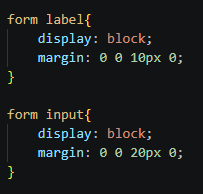 form label{
    display: block;
    margin: 0 0 10px 0;
}

form input{
    display: block;
    margin: 0 0 20px 0;
}